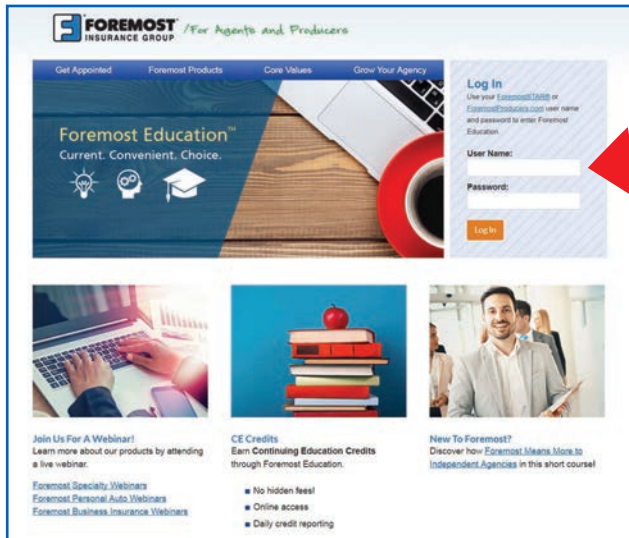 FOREMOST®
INSURANCE GROUP
/For Agents and Producers
Get Appointed
Foremost Products
Core Values
Grow Your Agency
Foremost Education™
Current. Convenient. Choice.
Log In
Use your ForemostSTAR® or
ForemostProducers.com user name
and password to enter Foremost
Education.
User Name:
Password:
Log In
Join Us For A Webinar!
Learn more about our products by attending
a live webinar.
Foremost Specialty Webinars
Foremost Personal Auto Webinars
Foremost Business Insurance Webinars
CE Credits
Earn Continuing Education Credits
through Foremost Education.
No hidden fees!
Online access
Daily credit reporting
New To Foremost?
Discover how Foremost Means More to
Independent Agencies in this short course!